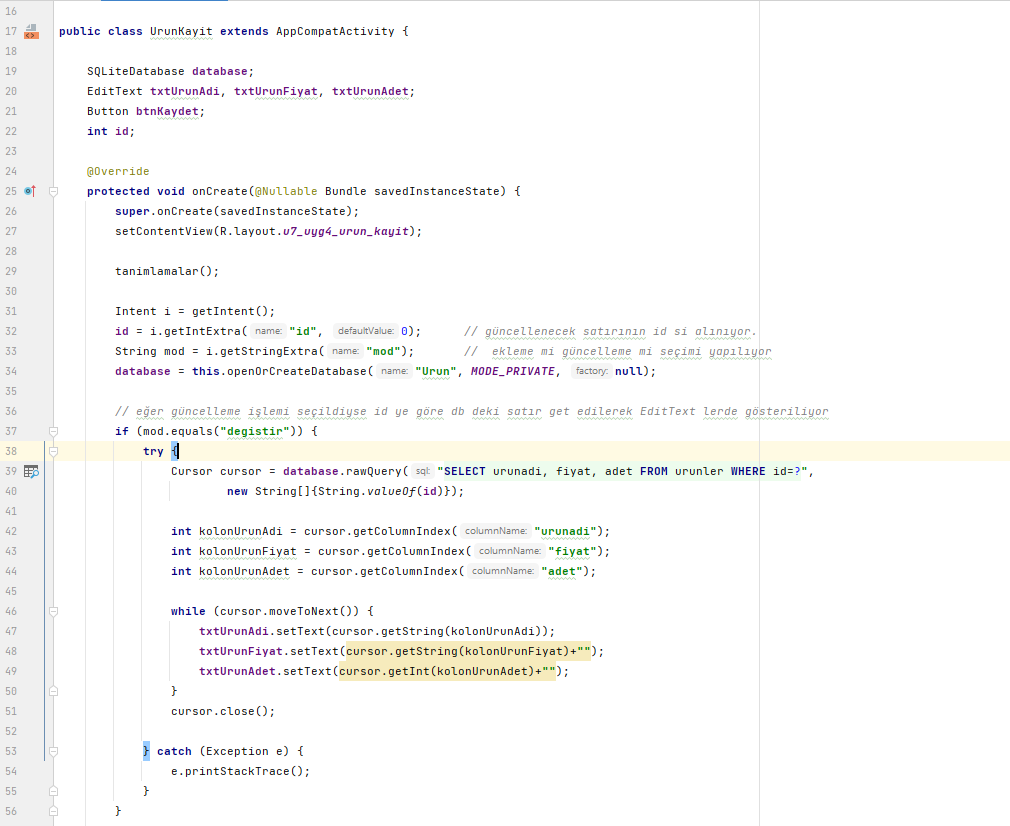 16
17 public class UrunKayit extends AppCompatActivity {
18
19 SQLiteDatabase database;
20 EditText txtUrunAdi, txtUrunFiyat, txtUrunAdet;
21 Button btnKaydet;
22 int id;
23
24 @Override
25 protected void onCreate(@Nullable Bundle savedInstanceState) {
26 super.onCreate(savedInstanceState);
27 setContentView(R.layout.u7_uyg4_urun_kayit);
28
29 tanimlamalar();
30
31 Intent i = getIntent();
32 id = i.getIntExtra( name: "id", defaultValue: 0); // güncellenecek satırının id si alınıyor.
33 String mod = i.getStringExtra( name: "mod"); // ekleme mi güncelleme mi seçimi yapılıyor
34 database = this.openOrCreateDatabase( name: "Urun", MODE_PRIVATE, factory: null);
35
36 // eğer güncelleme işlemi seçildiyse id ye göre db deki satır get edilerek EditText lerde gösteriliyor
37 if (mod.equals("degistir")) {
38 try {
39 Cursor cursor = database.rawQuery( sql: "SELECT urunadi, fiyat, adet FROM urunler WHERE id=?",
40 new String[]{String.valueOf(id)});
41
42 int kolonUrunAdi = cursor.getColumnIndex( columnName: "urunadi");
43 int kolonUrunFiyat = cursor.getColumnIndex( columnName: "fiyat");
44 int kolonUrunAdet = cursor.getColumnIndex( columnName: "adet");
45
46 while (cursor.moveToNext()) {
47 txtUrunAdi.setText(cursor.getString(kolonUrunAdi));
48 txtUrunFiyat.setText(cursor.getString(kolonUrunFiyat)+"");
49 txtUrunAdet.setText(cursor.getInt(kolonUrunAdet)+"");
50 }
51 cursor.close();
52
53 } catch (Exception e) {
54 e.printStackTrace();
55 }
56 }